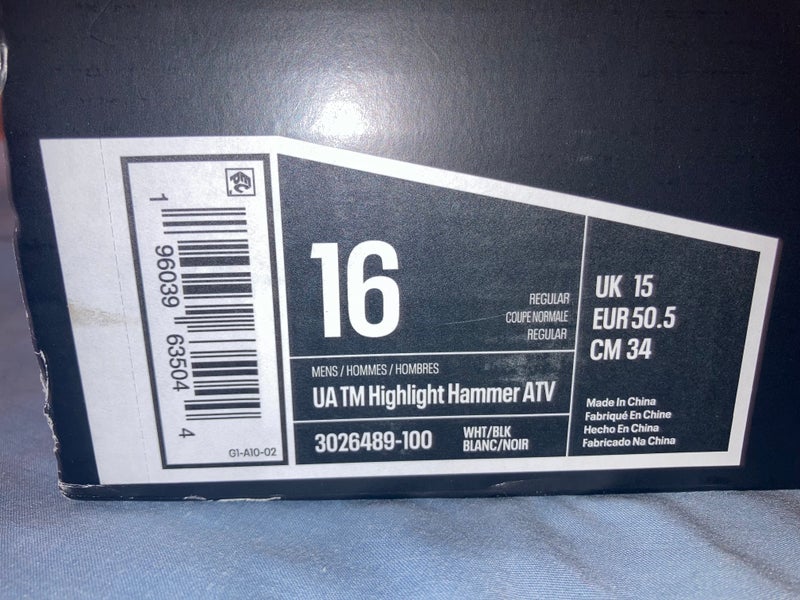 1 96039 63504 4
G1-A10-02
16
REGULAR
COUPE NORMALE
REGULAR
MENS / HOMMES / HOMBRES
UA TM Highlight Hammer ATV
3026489-100
WHT/BLK
BLANC/NOIR
UK 15
EUR 50.5
CM 34
Made In China
Fabriqué En Chine
Hecho En China
Fabricado Na China